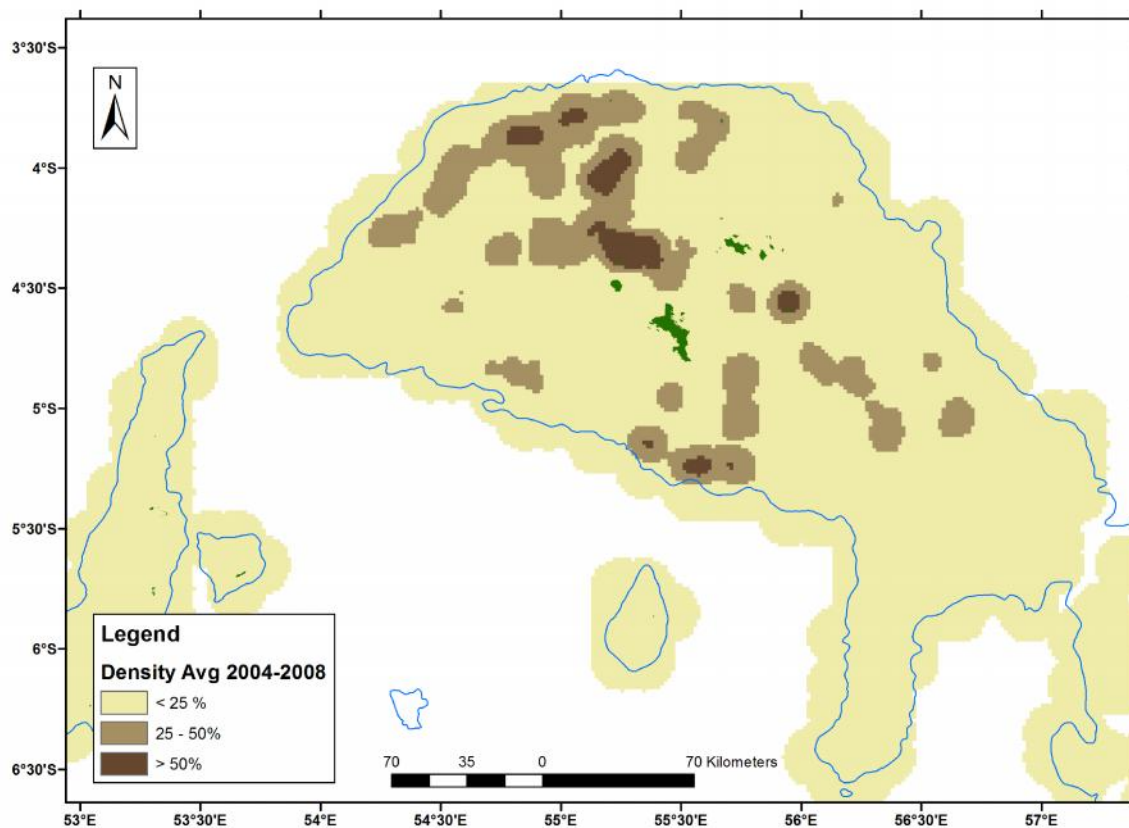 3°30'S
N
4°S
4°30'S
5°S
5°30'S
6°S
6°30'S
Legend
Density Avg 2004-2008
< 25 %
25 - 50%
> 50%
70 35 0 70 Kilometers
53°E 53°30'E 54°E 54°30'E 55°E 55°30'E 56°E 56°30'E 57°E